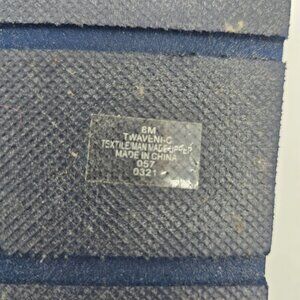 8M
TWAVENI-C
TEXTILE/MAN MADE UPPER
MADE IN CHINA
057
0321